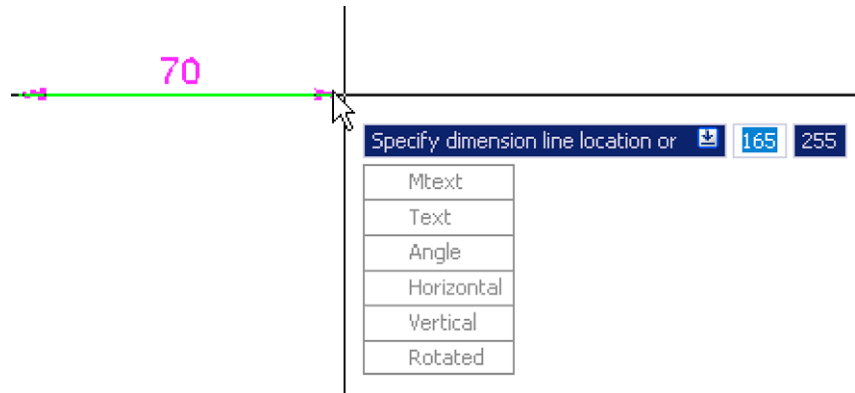 70
Specify dimension line location or 165 255
Mtext
Text
Angle
Horizontal
Vertical
Rotated